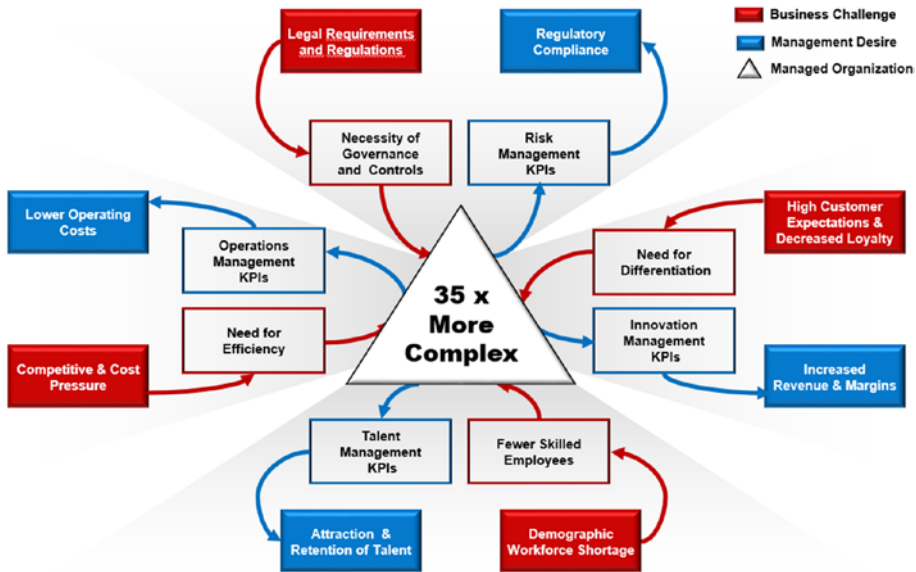 Legal Requirements
and Regulations
Regulatory
Compliance
Business Challenge
Management Desire
Managed Organization
Necessity of
Governance
and Controls
Risk
Management
KPIs
Lower Operating
Costs
Operations
Management
KPIs
Need for
Differentiation
High Customer
Expectations &
Decreased Loyalty
35 x
More
Complex
Need for
Efficiency
Innovation
Management
KPIs
Competitive & Cost
Pressure
Increased
Revenue & Margins
Talent
Management
KPIs
Fewer Skilled
Employees
Attraction &
Retention of Talent
Demographic
Workforce Shortage